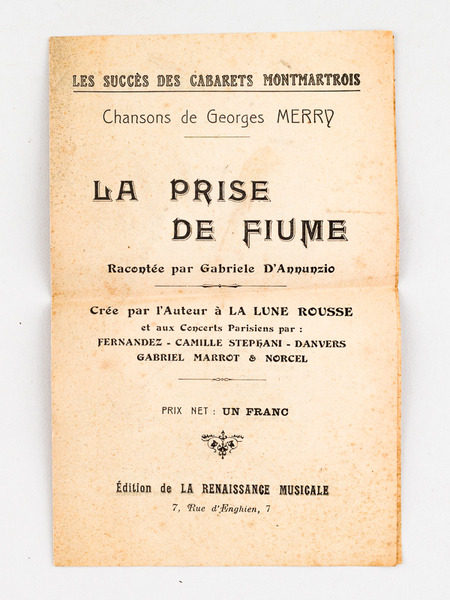 LES SUCCÈS DES CABARETS MONTMARTROIS
Chansons de Georges MERRY
LA PRISE
DE FIUME
Racontée par Gabriele D'Annunzio
Crée par l'Auteur à LA LUNE ROUSSE
et aux Concerts Parisiens par :
FERNANDEZ - CAMILLE STEPHANI - DANVERS
GABRIEL MARROT & NORCEL
PRIX NET : UN FRANC
Édition de LA RENAISSANCE MUSICALE
7, Rue d'Enghien, 7